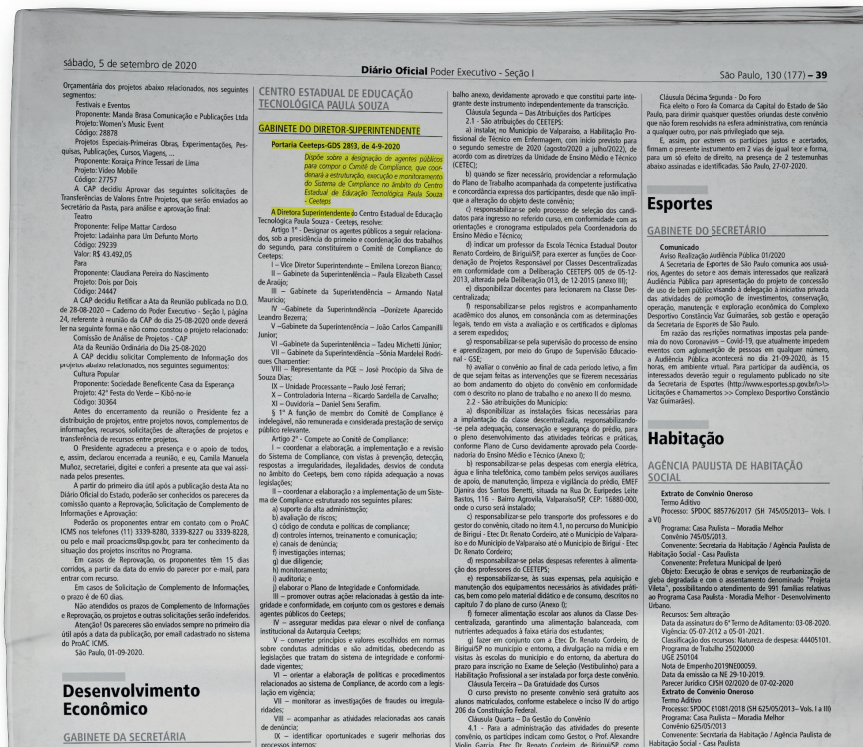 sábado, 5 de setembro de 2020
Diário Oficial Poder Executivo - Seção I
São Paulo, 130 (177) – 39
Orçamentária dos projetos abaixo relacionados, nos seguintes
segmentos:
Festivais e Eventos
Proponente: Manda Brasa Comunicação e Publicações Ltda
Projeto: Women's Music Event
Código: 28878
Projetos Especiais-Primeiras Obras, Experimentações, Pes-
quisas, Publicações, Cursos, Viagens, ...
Proponente: Koraiça Prince Tessari de Lima
Projeto: Video Mobile
Código: 27757
A CAP decidiu Aprovar das seguintes solicitações de
Transferências de Valores Entre Projetos, que serão enviados ao
Secretário da Pasta, para análise e aprovação final:
Teatro
Proponente: Felipe Mattar Cardoso
Projeto: Ladainha para Um Defunto Morto
Código: 29239
Valor: R$ 43.492,05
Para
Proponente: Claudiana Pereira do Nascimento
Projeto: Dois por Dois
Código: 24447
A CAP decidiu Retificar a Ata da Reunião publicada no D.O.
de 28-08-2020 – Caderno do Poder Executivo - Seção I, página
24, referente à reunião da CAP do dia 25-08-2020 onde deverá
ler na seguinte forma e não como constou o projeto relacionado:
Comissão de Análise de Projetos - CAP
Ata da Reunião Ordinária do Dia 25-08-2020
A CAP decidiu solicitar Complemento de Informação dos
projetos abaixo relacionados, nos seguintes seguimentos:
Cultura Popular
Proponente: Sociedade Beneficente Casa da Esperança
Projeto: 42ª Festa do Verde – Kibô-no-ie
Código: 30364
Antes do encerramento da reunião o Presidente fez a
distribuição de projetos, entre projetos novos, complementos de
informações, recursos, solicitações de alterações de projetos e
transferência de recursos entre projetos.
O Presidente agradeceu a presença e o apoio de todos,
e, assim, declarou encerrada a reunião, e eu, Camila Manuela
Muñoz, secretariei, digitei e conferi a presente ata que vai assi-
nada pelos presentes.
A partir do primeiro dia útil após a publicação desta Ata no
Diário Oficial do Estado, poderão ser conhecidos os pareceres da
comissão quanto a Reprovação, Solicitação de Complemento de
Informações e Aprovação:
Poderão os proponentes entrar em contato com o ProAC
ICMS nos telefones (11) 3339-8280, 3339-8227 ou 3339-8228,
ou pelo e mail proacicms@sp.gov.br, para ter conhecimento da
situação dos projetos inscritos no Programa.
Em casos de Reprovação, os proponentes têm 15 dias
corridos, a partir da data do envio do parecer por e-mail, para
entrar com recurso.
Em casos de Solicitação de Complemento de Informações,
o prazo é de 60 dias.
Não atendidos os prazos de Complemento de Informações
e Reprovação, os projetos e outras solicitações serão indeferidos.
Atenção! Os pareceres são enviados sempre no primeiro dia
útil após a data da publicação, por email cadastrado no sistema
do ProAC ICMS.
São Paulo, 01-09-2020.
Desenvolvimento
Econômico
GABINETE DA SECRETÁRIA
CENTRO ESTADUAL DE EDUCAÇÃO
TECNOLÓGICA PAULA SOUZA
GABINETE DO DIRETOR-SUPERINTENDENTE
Portaria Ceeteps-GDS 2893, de 4-9-2020
Dispõe sobre a designação de agentes públicos
para compor o Comitê de Compliance, que coor-
denará a estruturação, execução e monitoramento
do Sistema de Compliance no âmbito do Centro
Estadual de Educação Tecnológica Paula Souza
- Ceeteps
A Diretora Superintendente do Centro Estadual de Educação
Tecnológica Paula Souza - Ceeteps, resolve:
Artigo 1º - Designar os agentes públicos a seguir relaciona-
dos, sob a presidência do primeiro e coordenação dos trabalhos
do segundo, para constituírem o Comitê de Compliance do
Ceeteps:
I – Vice Diretor Superintendente – Emilena Lorezon Bianco;
II – Gabinete da Superintendência – Paula Elizabeth Cassel
de Araújo;
III – Gabinete da Superintendência – Armando Natal
Mauricio;
IV –Gabinete da Superintendência –Donizete Aparecido
Leandro Bezerra;
V –Gabinete da Superintendência – João Carlos Campanilli
Junior;
VI –Gabinete da Superintendência – Tadeu Michetti Júnior;
VII – Gabinete da Superintendência –Sônia Mardelei Rodri-
gues Charpentier;
VIII – Representante da PGE – José Procópio da Silva de
Souza Dias;
IX – Unidade Processante – Paulo José Ferrari;
X – Controladoria Interna – Ricardo Sardella de Carvalho;
XI – Ouvidoria – Daniel Sens Serafim.
§ 1º A função de membro do Comitê de Compliance é
indelegável, não remunerada e considerada prestação de serviço
público relevante.
Artigo 2º - Compete ao Comitê de Compliance:
I – coordenar a elaboração, a implementação e a revisão
do Sistema de Compliance, com vistas à prevenção, detecção,
respostas a irregularidades, ilegalidades, desvios de conduta
no âmbito do Ceeteps, bem como rápida adequação a novas
legislações;
II – coordenar a elaboração e a implementação de um Siste-
ma de Compliance estruturado nos seguintes pilares:
a) suporte da alta administração;
b) avaliação de riscos;
c) código de conduta e políticas de compliance;
d) controles internos, treinamento e comunicação;
e) canais de denúncia;
f) investigações internas;
g) due diligence;
h) monitoramento;
i) auditoria; e
j) elaborar o Plano de Integridade e Conformidade.
III – promover outras ações relacionadas à gestão da inte-
gridade e conformidade, em conjunto com os gestores e demais
agentes públicos do Ceeteps;
IV – assegurar medidas para elevar o nível de confiança
institucional da Autarquia Ceeteps;
V – converter princípios e valores escolhidos em normas
sobre condutas admitidas e são admitidas, obedecendo as
legislações que tratam do sistema de integridade e conformi-
dade vigentes;
VI – orientar a elaboração de políticas e procedimentos
relacionados ao sistema de Compliance, de acordo com a legis-
lação em vigência;
VII – monitorar as investigações de fraudes ou irregula-
ridades;
VIII – acompanhar as atividades relacionadas aos canais
de denúncia;
IX – identificar oportunidades e sugerir melhorias dos
processos internos;
balho anexo, devidamente aprovado e que constitui parte inte-
grante deste instrumento independentemente da transcrição.
Cláusula Segunda – Das Atribuições dos Partícipes
2.1 - São atribuições do CEETEPS:
a) instalar, no Município de Valparaíso, a Habilitação Pro-
fissional de Técnico em Enfermagem, com início previsto para
o segundo semestre de 2020 (agosto/2020 a julho/2022), de
acordo com as diretrizes da Unidade de Ensino Médio e Técnico
(CETEC);
b) quando se fizer necessário, providenciar a reformulação
do Plano de Trabalho acompanhada da competente justificativa
e concordância expressa dos partícipes, desde que não impli-
que a alteração do objeto deste convênio;
c) responsabilizar-se pelo processo de seleção dos candi-
datos para ingresso no referido curso, em conformidade com as
orientações e cronograma estipulados pela Coordenadoria do
Ensino Médio e Técnico;
d) indicar um professor da Escola Técnica Estadual Doutor
Renato Cordeiro, de Birigui/SP, para exercer as funções de Coor-
denação de Projetos Responsável por Classes Descentralizadas
em conformidade com a Deliberação CEETEPS 005 de 05-12-
2013, alterada pela Deliberação 013, de 12-2015 (anexo III);
e) disponibilizar docentes para lecionarem na Classe Des-
centralizada;
f) responsabilizar-se pelos registros e acompanhamento
acadêmico dos alunos, em consonância com as determinações
legais, tendo em vista a avaliação e os certificados e diplomas
a serem expedidos;
g) responsabilizar-se pela supervisão do processo de ensino
e aprendizagem, por meio do Grupo de Supervisão Educacio-
nal - GSE;
h) avaliar o convênio ao final de cada período letivo, a fim
de que sejam feitas as intervenções que se fizerem necessárias
ao bom andamento do objeto do convênio em conformidade
com o descrito no plano de trabalho e no anexo II do mesmo.
2.2 - São atribuições do Município:
a) disponibilizar as instalações físicas necessárias para
a implantação da classe descentralizada, responsabilizando-
-se pela adequação, conservação e segurança do prédio, para
o pleno desenvolvimento das atividades teóricas e práticas,
conforme Plano de Curso devidamente aprovado pela Coorde-
nadoria do Ensino Médio e Técnico (Anexo I);
b) responsabilizar-se pelas despesas com energia elétrica,
água e linha telefônica, como também pelos serviços auxiliares
de apoio, de manutenção, limpeza e vigilância do prédio, EMEF
Djanira dos Santos Benetti, situada na Rua Dr. Eurípedes Leite
Bastos, 116 - Bairro Agrovila, Valparaíso/SP, CEP: 16880-000,
onde o curso será instalado;
c) responsabilizar-se pelo transporte dos professores e do
gestor do convênio, citado no item 4.1, no percurso do Município
de Birigui - Etec Dr. Renato Cordeiro, até o Município de Valparaí-
so e do Município de Valparaíso até o Município de Birigui - Etec
Dr. Renato Cordeiro;
d) responsabilizar-se pelas despesas referentes à alimenta-
ção dos professores do CEETEPS;
e) responsabilizar-se, às suas expensas, pela aquisição e
manutenção dos equipamentos necessários às atividades práti-
cas, bem como pelo material didático e de consumo, descritos no
capítulo 7 do plano de curso (Anexo I);
f) fornecer alimentação escolar aos alunos da Classe Des-
centralizada, garantindo uma alimentação balanceada, com
nutrientes adequados à faixa etária dos estudantes;
g) fazer em conjunto com a Etec Dr. Renato Cordeiro, de
Birigui/SP no município e entorno, a divulgação na mídia e em
visitas às escolas do município e do entorno, da abertura do
prazo para inscrição no Exame de Seleção (Vestibulinho) para a
Habilitação Profissional a ser instalada por força deste convênio.
Cláusula Terceira – Da Gratuidade dos Cursos
O curso previsto no presente convênio será gratuito aos
alunos matriculados, conforme estabelece o inciso IV do artigo
206 da Constituição Federal.
Cláusula Quarta – Da Gestão do Convênio
4.1 - Para a administração das atividades do presente
convênio, os partícipes indicam como Gestor, o Prof. Alexandre
Violin Garcia, Etec Dr. Renato Cordeiro, de Birigui/SP, como
Cláusula Décima Segunda - Do Foro
Fica eleito o Foro da Comarca da Capital do Estado de São
Paulo, para dirimir quaisquer questões oriundas deste convênio
que não forem resolvidas na esfera administrativa, com renúncia
a qualquer outro, por mais privilegiado que seja.
E, assim, por estarem os partícipes justos e acertados,
firmam o presente instrumento em 2 vias de igual teor e forma,
para um só efeito de direito, na presença de 2 testemunhas
abaixo assinadas e identificadas. São Paulo, 27-07-2020.
Esportes
GABINETE DO SECRETÁRIO
Comunicado
Aviso Realização Audiência Pública 01/2020
A Secretaria de Esportes de São Paulo comunica aos usuá-
rios, Agentes do setor e aos demais interessados que realizará
Audiência Pública para apresentação do projeto de concessão
de uso de bem público visando à delegação à iniciativa privada
das atividades de promoção de investimentos, conservação,
operação, manutenção e exploração econômica do Complexo
Desportivo Constâncio Vaz Guimarães, sob gestão e operação
da Secretaria de Esportes de São Paulo.
Em razão das restrições normativas impostas pela pande-
mia do novo Coronavírus – Covid-19, que atualmente impedem
eventos com aglomeração de pessoas em qualquer número,
a Audiência Pública acontecerá no dia 21-09-2020, às 15
horas, em ambiente virtual. Para participar da audiência, os
interessados deverão seguir o regulamento publicado no site
da Secretaria de Esportes (http://www.esportes.sp.gov.br/>\>
Licitações e Chamamentos >> Complexo Desportivo Constâncio
Vaz Guimarães).
Habitação
AGÊNCIA PAULISTA DE HABITAÇÃO
SOCIAL
Extrato de Convênio Oneroso
Termo Aditivo
Processo: SPDOC 885776/2017 (SH 745/05/2013– Vols. I
a VI)
Programa: Casa Paulista – Moradia Melhor
Convênio 745/05/2013.
Convenente: Secretaria da Habitação / Agência Paulista de
Habitação Social - Casa Paulista
Convenente: Prefeitura Municipal de Iperó
Objeto: Execução de obras e serviços de reurbanização de
gleba degradada e com o assentamento denominado "Projeta
Vileta", possibilitando o atendimento de 991 famílias relativas
ao Programa Casa Paulista - Moradia Melhor - Desenvolvimento
Urbano.
Recursos: Sem alteração
Data da assinatura do 6º Termo de Aditamento: 03-08-2020.
Vigência: 05-07-2012 a 05-01-2021.
Classificação dos recursos: Natureza de despesa: 44405101.
Programa de Trabalho 25020000
UGE 250104
Nota de Empenho 2019NE00059.
Data da emissão ca NE 29-10-2019.
Parecer Jurídico CJSH 02/2020 de 07-02-2020
Extrato de Convênio Oneroso
Termo Aditivo
Processo: SPDOC E1081/2018 (SH 625/05/2013– Vols. I a III)
Programa: Casa Paulista – Moradia Melhor
Convênio 625/05/2013
Convenente: Secretaria da Habitação / Agência Paulista de
Habitação Social - Casa Paulista